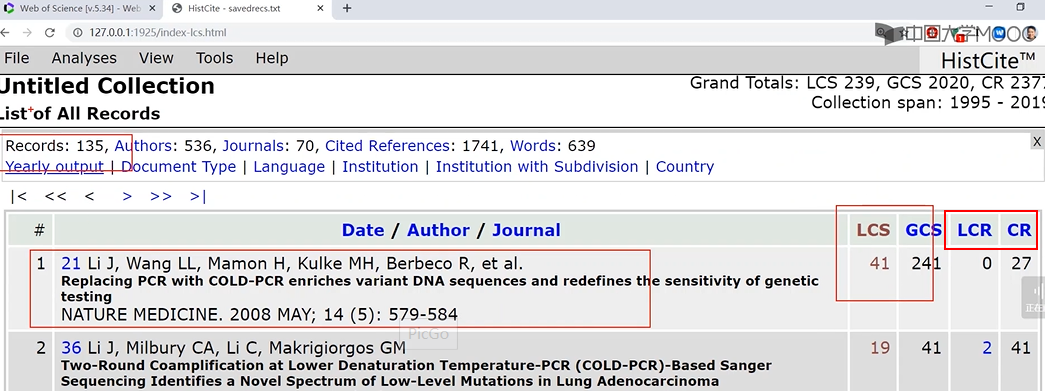 Web of Science [v.5.34] - Web
HistCite - savedrecs.txt
127.0.0.1:1925/index-lcs.html
中国大学MOOC
File Analyses View Tools Help
HistCite™
Untitled Collection
Grand Totals: LCS 239, GCS 2020, CR 2377
List of All Records
Collection span: 1995 - 2019
Records: 135, Authors: 536, Journals: 70, Cited References: 1741, Words: 639
X
Yearly output | Document Type | Language | Institution | Institution with Subdivision | Country
|< << < > >> >|
# Date / Author / Journal LCS GCS LCR CR
1 21 Li J, Wang LL, Mamon H, Kulke MH, Berbeco R, et al. 41 241 0 27
Replacing PCR with COLD-PCR enriches variant DNA sequences and redefines the sensitivity of genetic
testing
NATURE MEDICINE. 2008 MAY; 14 (5): 579-584
正在
PicGo
2 36 Li J, Milbury CA, Li C, Makrigiorgos GM 19 41 2 41
Two-Round Coamplification at Lower Denaturation Temperature-PCR (COLD-PCR)-Based Sanger
Sequencing Identifies a Novel Spectrum of Low-Level Mutations in Lung Adenocarcinoma